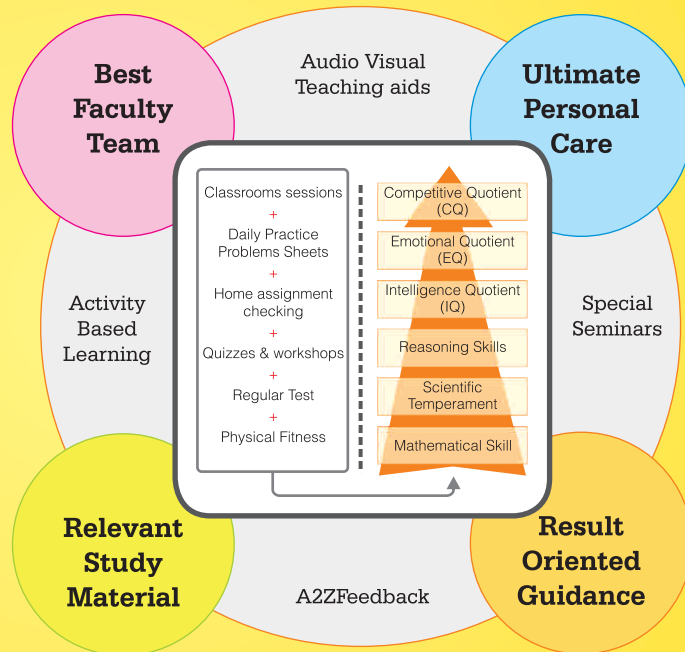 Best
Faculty
Team
Audio Visual
Teaching aids
Ultimate
Personal
Care
Activity
Based
Learning
Classrooms sessions
+
Daily Practice
Problems Sheets
+
Home assignment
checking
+
Quizzes & workshops
+
Regular Test
+
Physical Fitness
Competitive Quotient
(CQ)
Emotional Quotient
(EQ)
Intelligence Quotient
(IQ)
Reasoning Skills
Scientific
Temperament
Mathematical Skill
Special
Seminars
Relevant
Study
Material
A2ZFeedback
Result
Oriented
Guidance